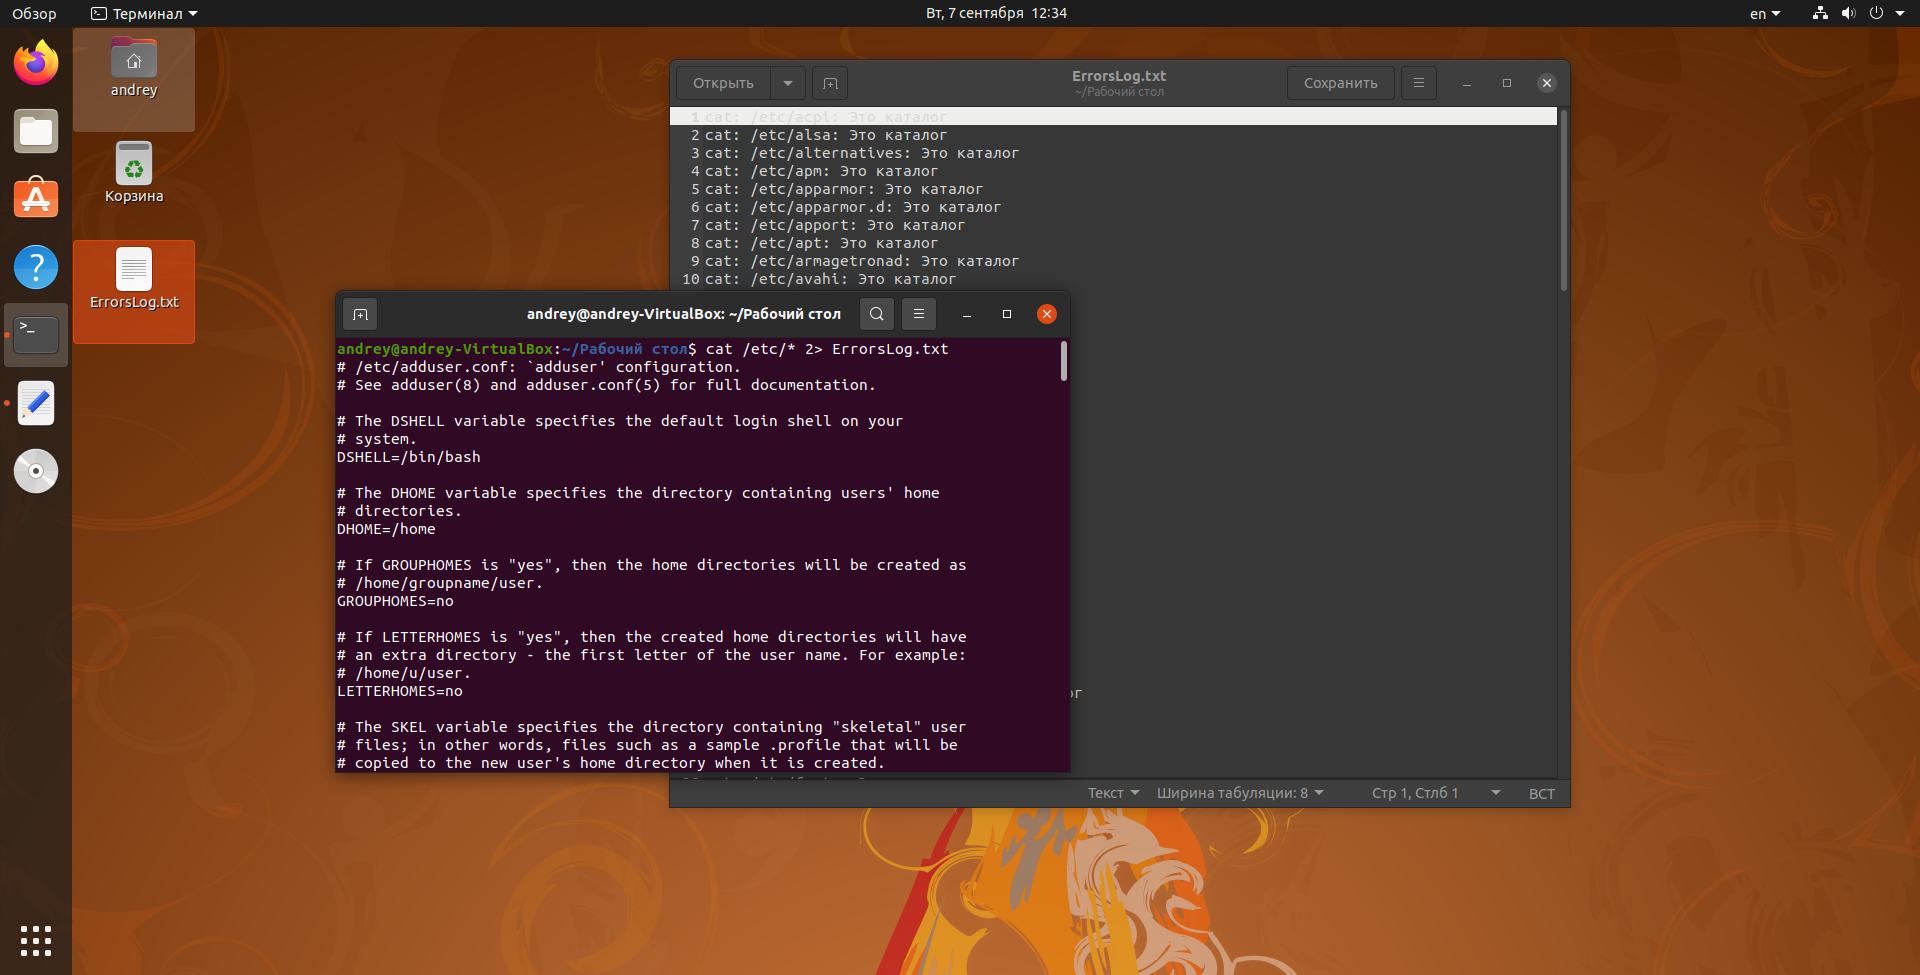 Обзор
Терминал
Вт, 7 сентября 12:34
en
andrey
Корзина
ErrorsLog.txt
Открыть
ErrorsLog.txt
~/Рабочий стол
Сохранить
1 cat: /etc/acpi: Это каталог
2 cat: /etc/alsa: Это каталог
3 cat: /etc/alternatives: Это каталог
4 cat: /etc/apm: Это каталог
5 cat: /etc/apparmor: Это каталог
6 cat: /etc/apparmor.d: Это каталог
7 cat: /etc/apport: Это каталог
8 cat: /etc/apt: Это каталог
9 cat: /etc/armagetronad: Это каталог
10 cat: /etc/avahi: Это каталог
andrey@andrey-VirtualBox: ~/Рабочий стол
andrey@andrey-VirtualBox:~/Рабочий стол$ cat /etc/* 2> ErrorsLog.txt
# /etc/adduser.conf: `adduser' configuration.
# See adduser(8) and adduser.conf(5) for full documentation.
# The DSHELL variable specifies the default login shell on your
# system.
DSHELL=/bin/bash
# The DHOME variable specifies the directory containing users' home
# directories.
DHOME=/home
# If GROUPHOMES is "yes", then the home directories will be created as
# /home/groupname/user.
GROUPHOMES=no
# If LETTERHOMES is "yes", then the created home directories will have
# an extra directory - the first letter of the user name. For example:
# /home/u/user.
LETTERHOMES=no
# The SKEL variable specifies the directory containing "skeletal" user
# files; in other words, files such as a sample .profile that will be
# copied to the new user's home directory when it is created.
Текст
Ширина табуляции: 8
Стр 1, Стлб 1
ВСТ